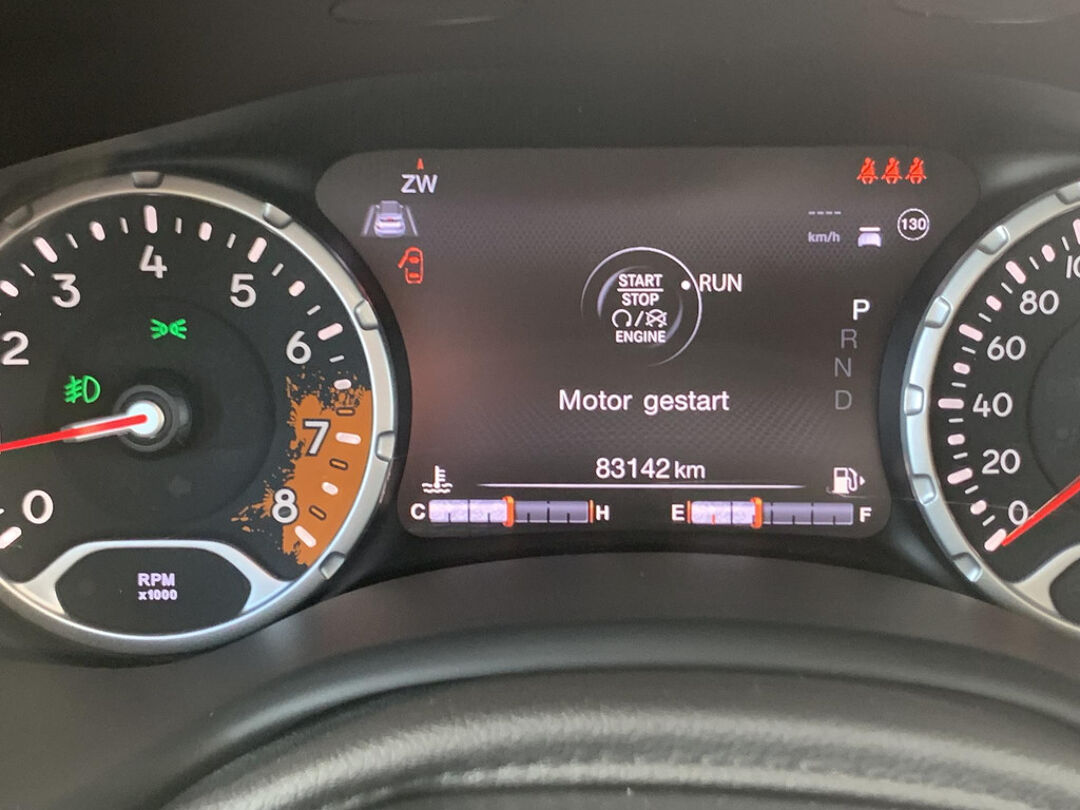 ZW
130
----
km/h
START
STOP
ENGINE
RUN
P
R
N
D
Motor gestart
83142 km
C
H
E
F
0
2
3
4
5
6
7
8
RPM
x1000
0
20
40
60
80